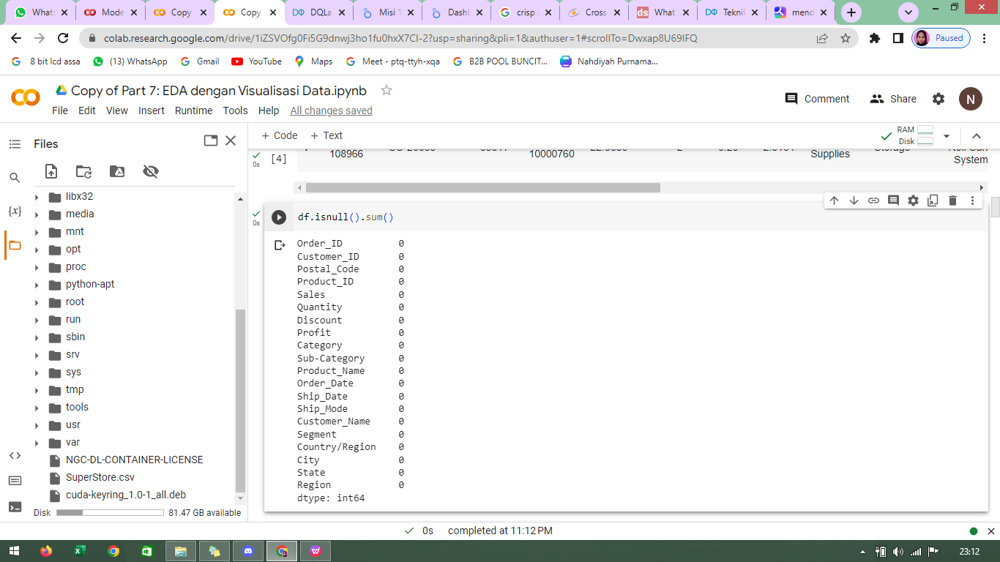 Whats
Mode
Copy
Copy
DQLa
Misi T
Dash
crisp
Cross
What
Tekni
mend
colab.research.google.com/drive/1iZSVOfg0Fi5G9dnwj3ho1fu0hxX7CI-2?usp=sharing&pli=1&authuser=1#scrollTo=Dwxap8U69IFQ
Paused
8 bit lcd assa
(13) WhatsApp
Gmail
YouTube
Maps
Meet - ptq-ttyh-xqa
B2B POOL BUNCIT...
Nahdiyah Purnama...
Copy of Part 7: EDA dengan Visualisasi Data.ipynb
File Edit View Insert Runtime Tools Help All changes saved
Comment
Share
N
Files
+ Code + Text
RAM
Disk
libx32
media
mnt
opt
proc
python-apt
root
run
sbin
srv
sys
tmp
tools
usr
var
NGC-DL-CONTAINER-LICENSE
SuperStore.csv
cuda-keyring_1.0-1_all.deb
Disk 81.47 GB available
{x}
0s
[4]
108966 10000760 Supplies System
0s
df.isnull().sum()
Order_ID 0
Customer_ID 0
Postal_Code 0
Product_ID 0
Sales 0
Quantity 0
Discount 0
Profit 0
Category 0
Sub-Category 0
Product_Name 0
Order_Date 0
Ship_Date 0
Ship_Mode 0
Customer_Name 0
Segment 0
Country/Region 0
City 0
State 0
Region 0
dtype: int64
0s completed at 11:12 PM
23:12